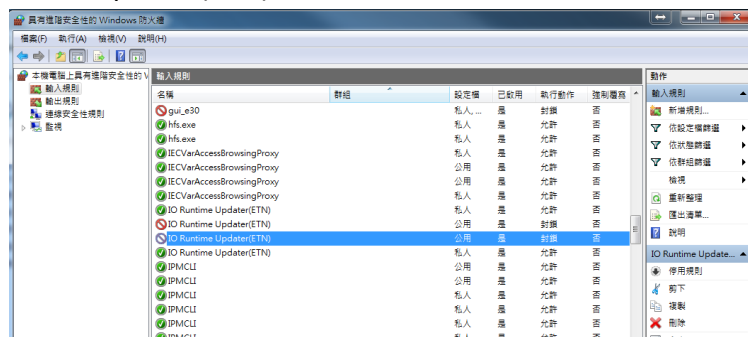 具有進階安全性的 Windows 防火牆
檔案(F) 執行(A) 檢視(V) 說明(H)
本機電腦上具有進階安全性的 V
輸入規則
輸出規則
連線安全性規則
監視
輸入規則
名稱 群組 設定檔 已啟用 執行動作 強制覆寫
gui_e30 私人, ... 是 封鎖 否
hfs.exe 私人 是 允許 否
hfs.exe 私人 是 允許 否
IECVarAccessBrowsingProxy 私人 是 允許 否
IECVarAccessBrowsingProxy 公用 是 允許 否
IECVarAccessBrowsingProxy 公用 是 允許 否
IECVarAccessBrowsingProxy 私人 是 允許 否
IO Runtime Updater(ETN) 私人 是 允許 否
IO Runtime Updater(ETN) 公用 是 封鎖 否
IO Runtime Updater(ETN) 公用 是 封鎖 否
IO Runtime Updater(ETN) 私人 是 允許 否
IPMCLI 公用 是 允許 否
IPMCLI 公用 是 允許 否
IPMCLI 私人 是 允許 否
IPMCLI 私人 是 允許 否
IPMCLI 私人 是 允許 否
動作
輸入規則
新增規則...
依設定檔篩選
依狀態篩選
依群組篩選
檢視
重新整理
匯出清單...
說明
IO Runtime Update...
停用規則
剪下
複製
刪除